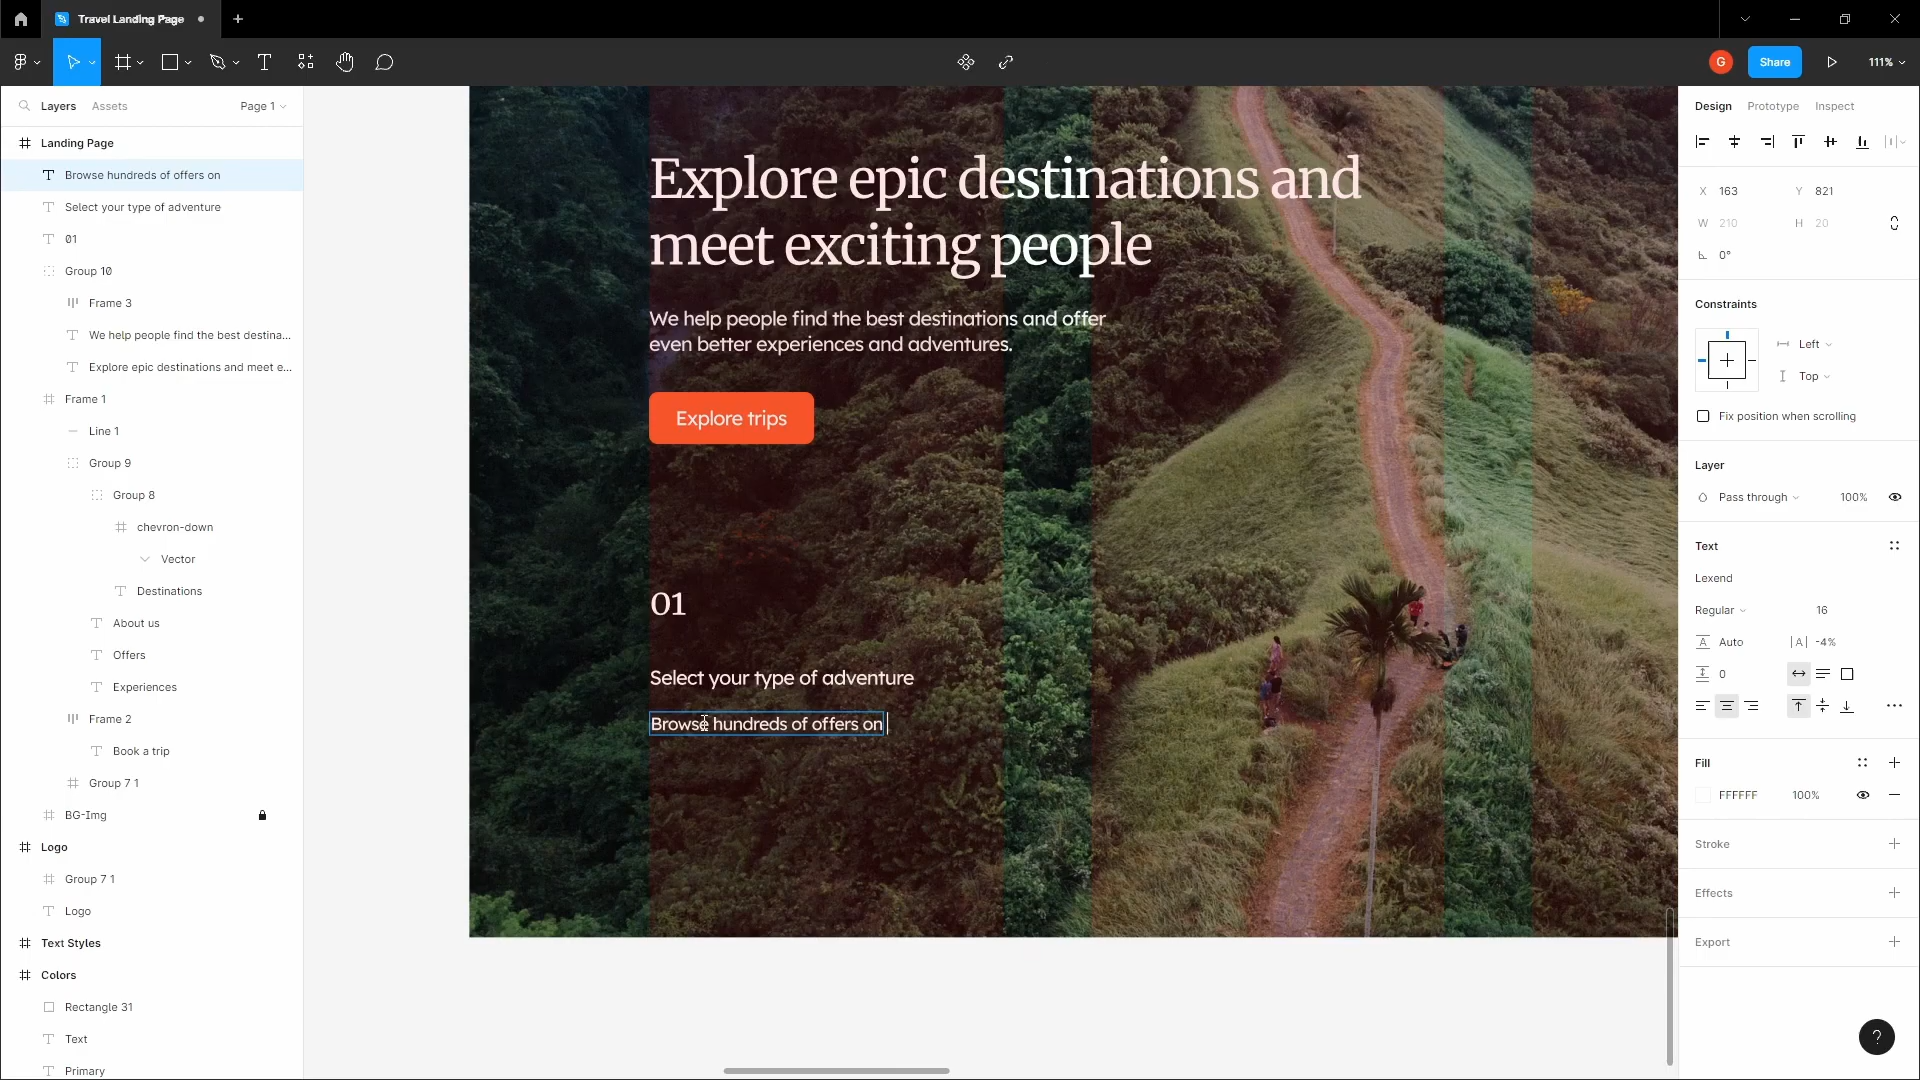 Travel Landing Page
G
Share
111%
Layers
Assets
Page 1
Landing Page
Browse hundreds of offers on
Select your type of adventure
01
Group 10
Frame 3
We help people find the best destina...
Explore epic destinations and meet e...
Frame 1
Line 1
Group 9
Group 8
chevron-down
Vector
Destinations
About us
Offers
Experiences
Frame 2
Book a trip
Group 7 1
BG-Img
Logo
Group 7 1
Logo
Text Styles
Colors
Rectangle 31
Text
Primary
Explore epic destinations and
meet exciting people
We help people find the best destinations and offer
even better experiences and adventures.
Explore trips
01
Select your type of adventure
Browse hundreds of offers on
Design
Prototype
Inspect
X 163
Y 821
W 210
H 20
0°
Constraints
Left
Top
Fix position when scrolling
Layer
Pass through
100%
Text
Lexend
Regular
16
A Auto
|A| -4%
0
Fill
FFFFFF
100%
Stroke
Effects
Export
?